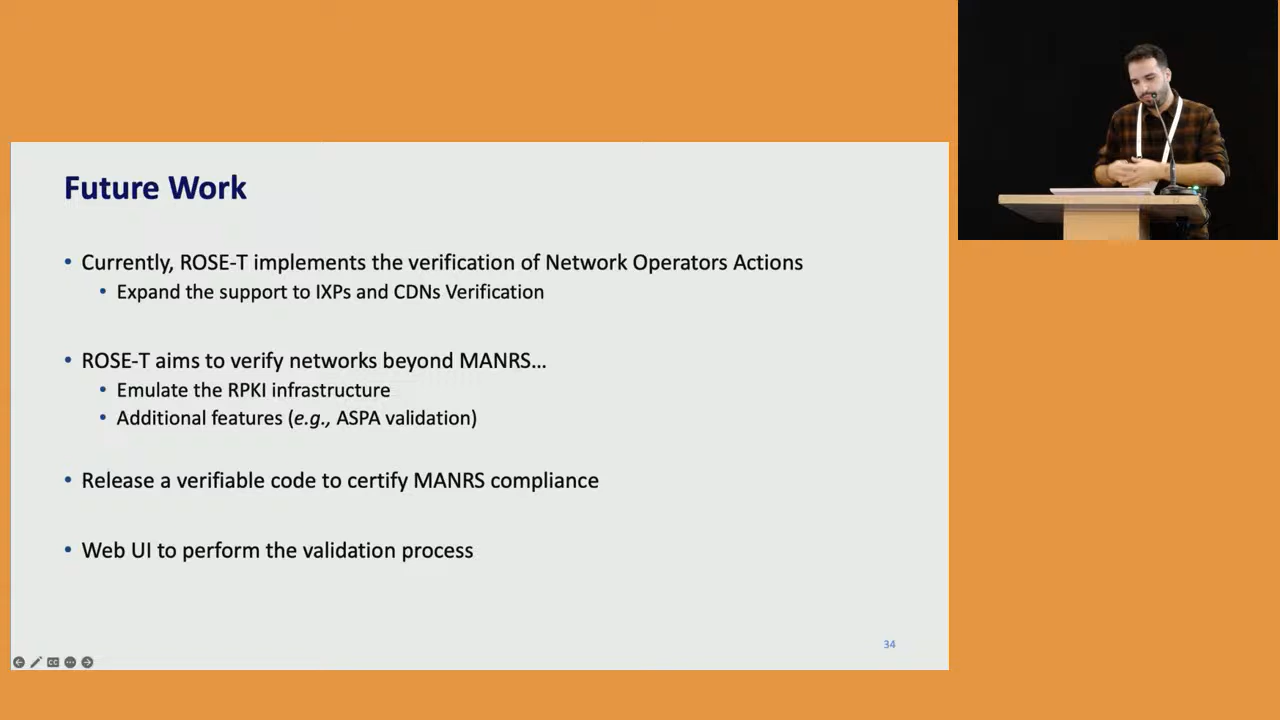 Future Work
• Currently, ROSE-T implements the verification of Network Operators Actions
• Expand the support to IXPs and CDNs Verification
• ROSE-T aims to verify networks beyond MANRS…
• Emulate the RPKI infrastructure
• Additional features (e.g., ASPA validation)
• Release a verifiable code to certify MANRS compliance
• Web UI to perform the validation process
34
CC